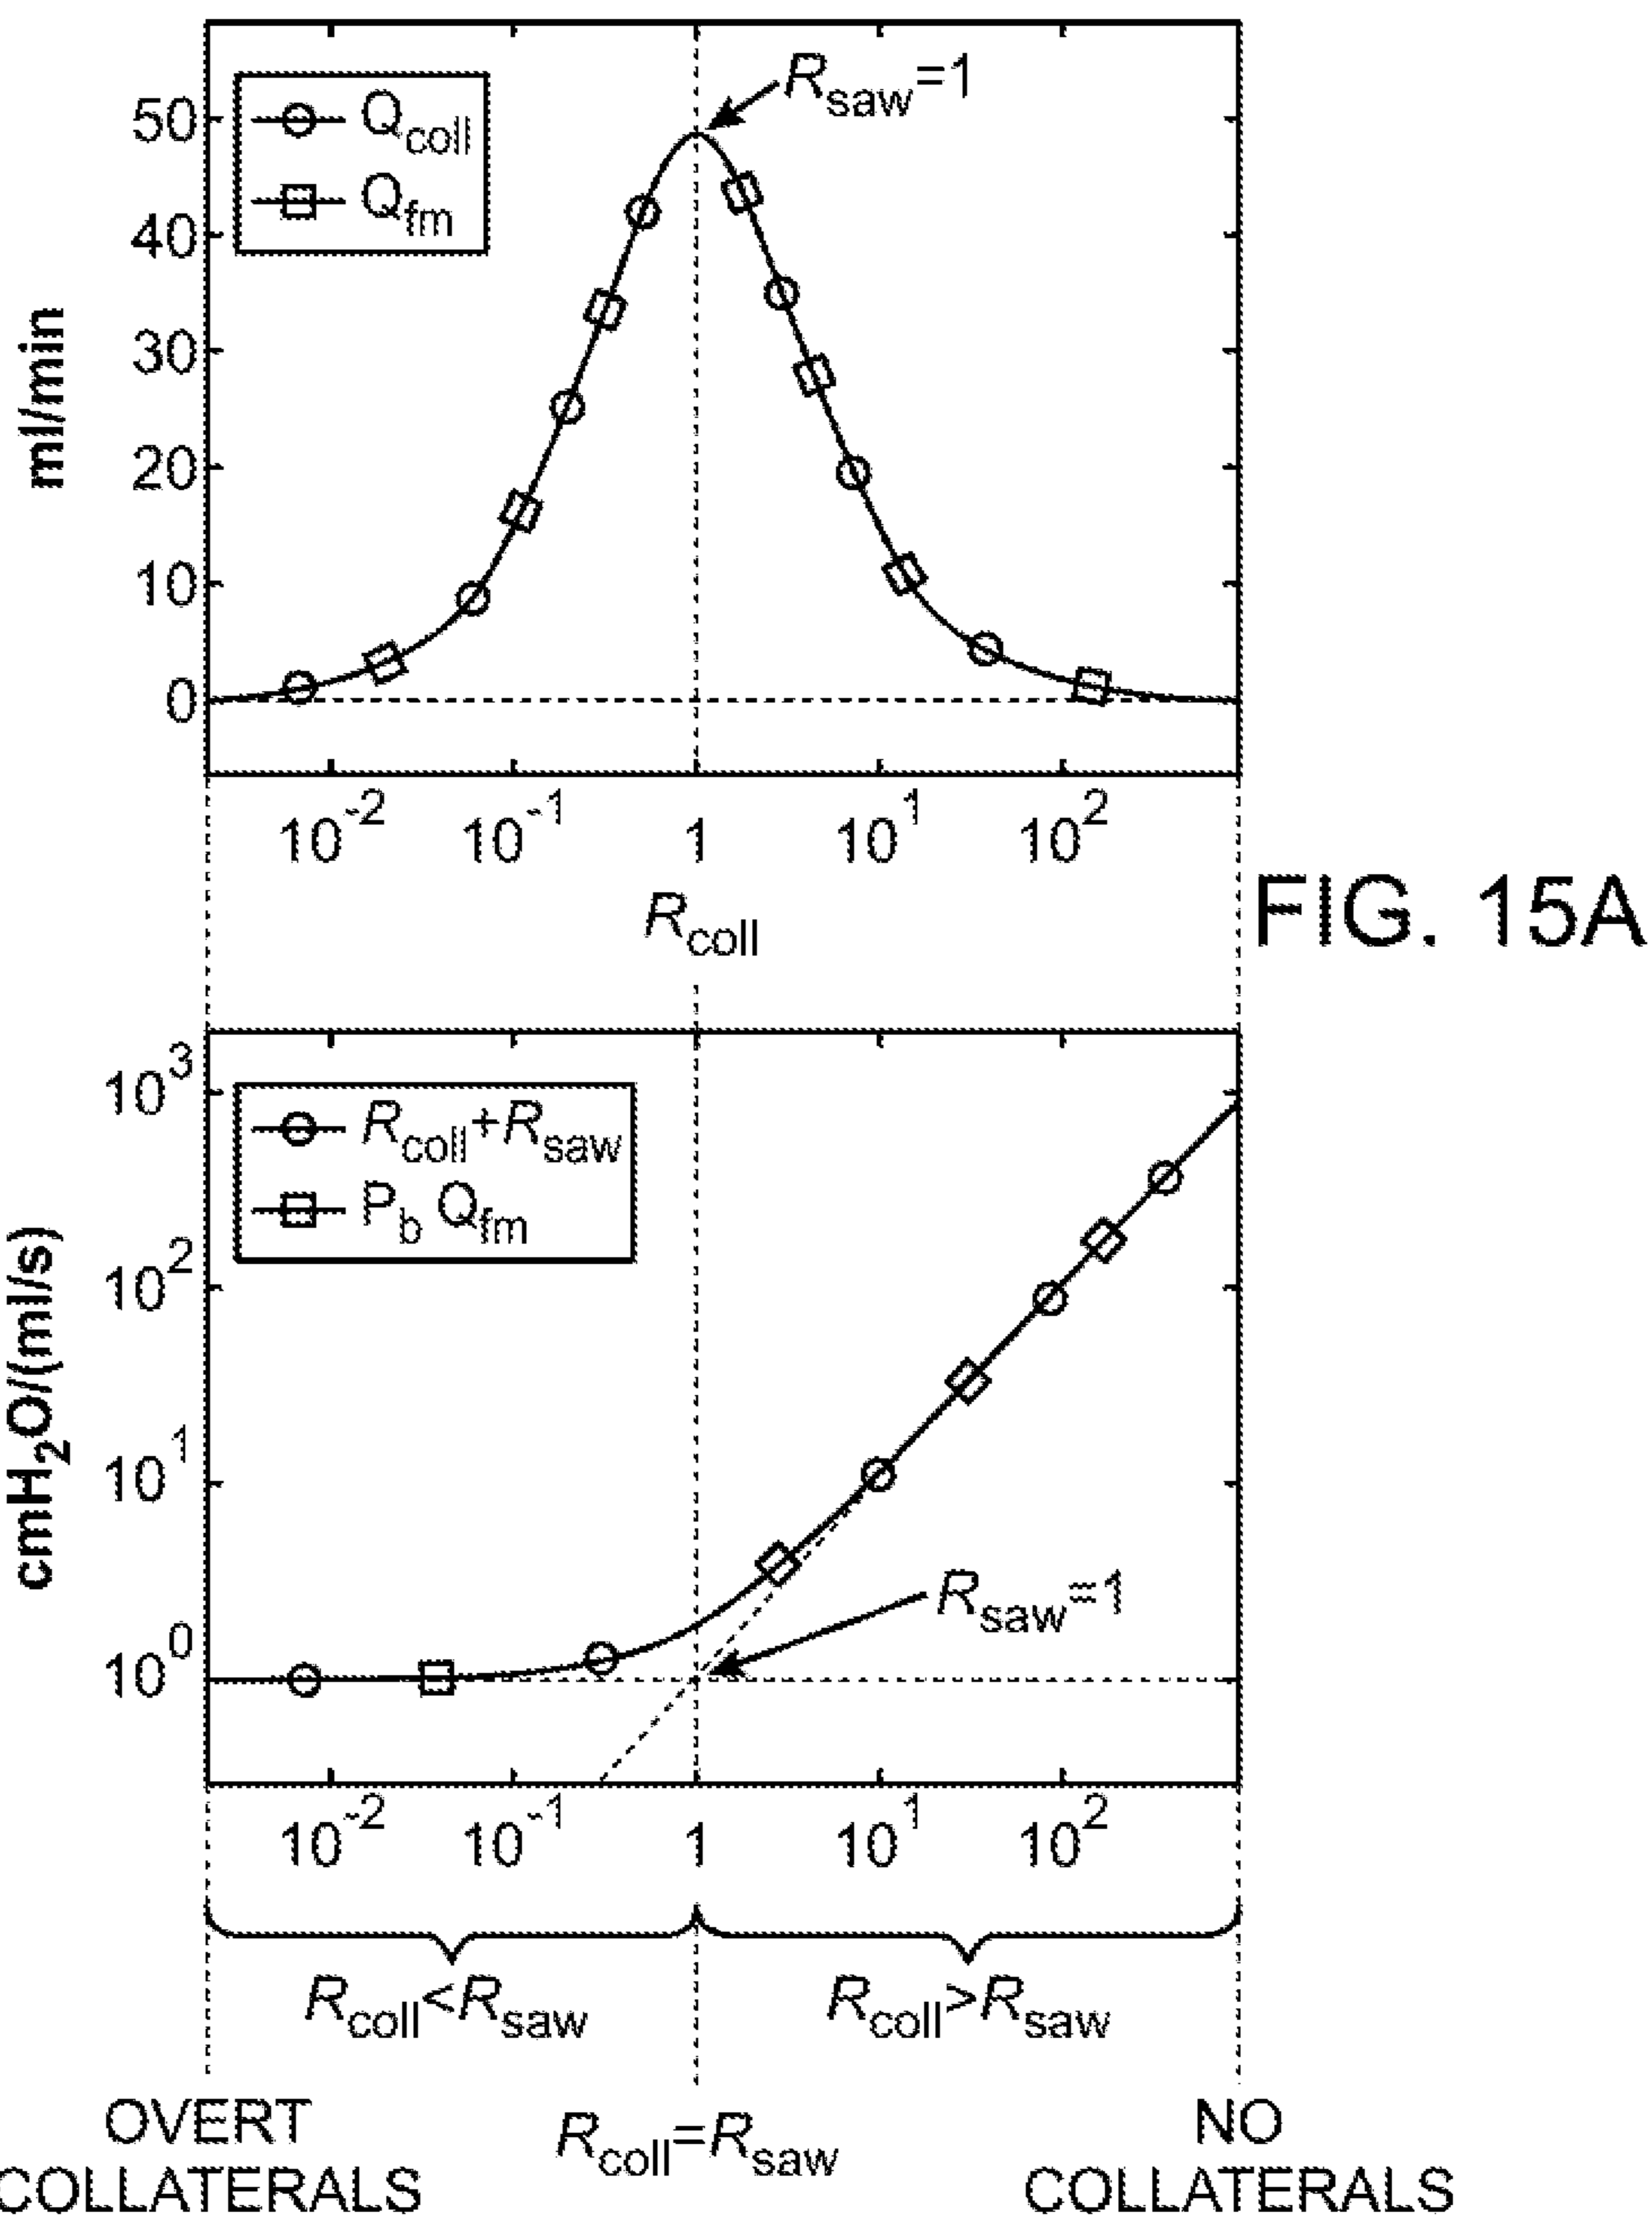 R_saw=1
Q_coll
Q_fm
50
40
30
20
10
0
ml/min
10^-2 10^-1 1 10^1 10^2
R_coll
FIG. 15A
R_coll+R_saw
P_b Q_fm
10^3
10^2
10^1
10^0
cmH_2O/(ml/s)
R_saw=1
10^-2 10^-1 1 10^1 10^2
R_coll<R_saw R_coll>R_saw
OVERT
COLLATERALS
R_coll=R_saw
NO
COLLATERALS